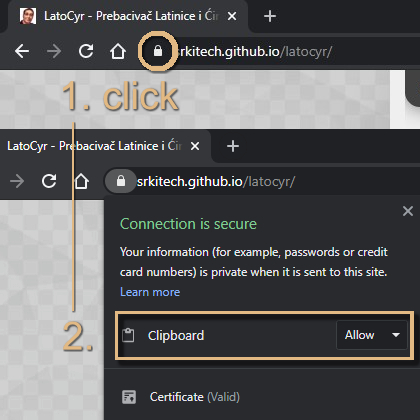 LatoCyr - Prebacivač Latinice i Ćir
srkitech.github.io/latocyr/
1. click
LatoCyr - Prebacivač Latinice i Ćir
srkitech.github.io/latocyr/
Connection is secure
Your information (for example, passwords or credit
card numbers) is private when it is sent to this site.
Learn more
2.
Clipboard
Allow
Certificate (Valid)